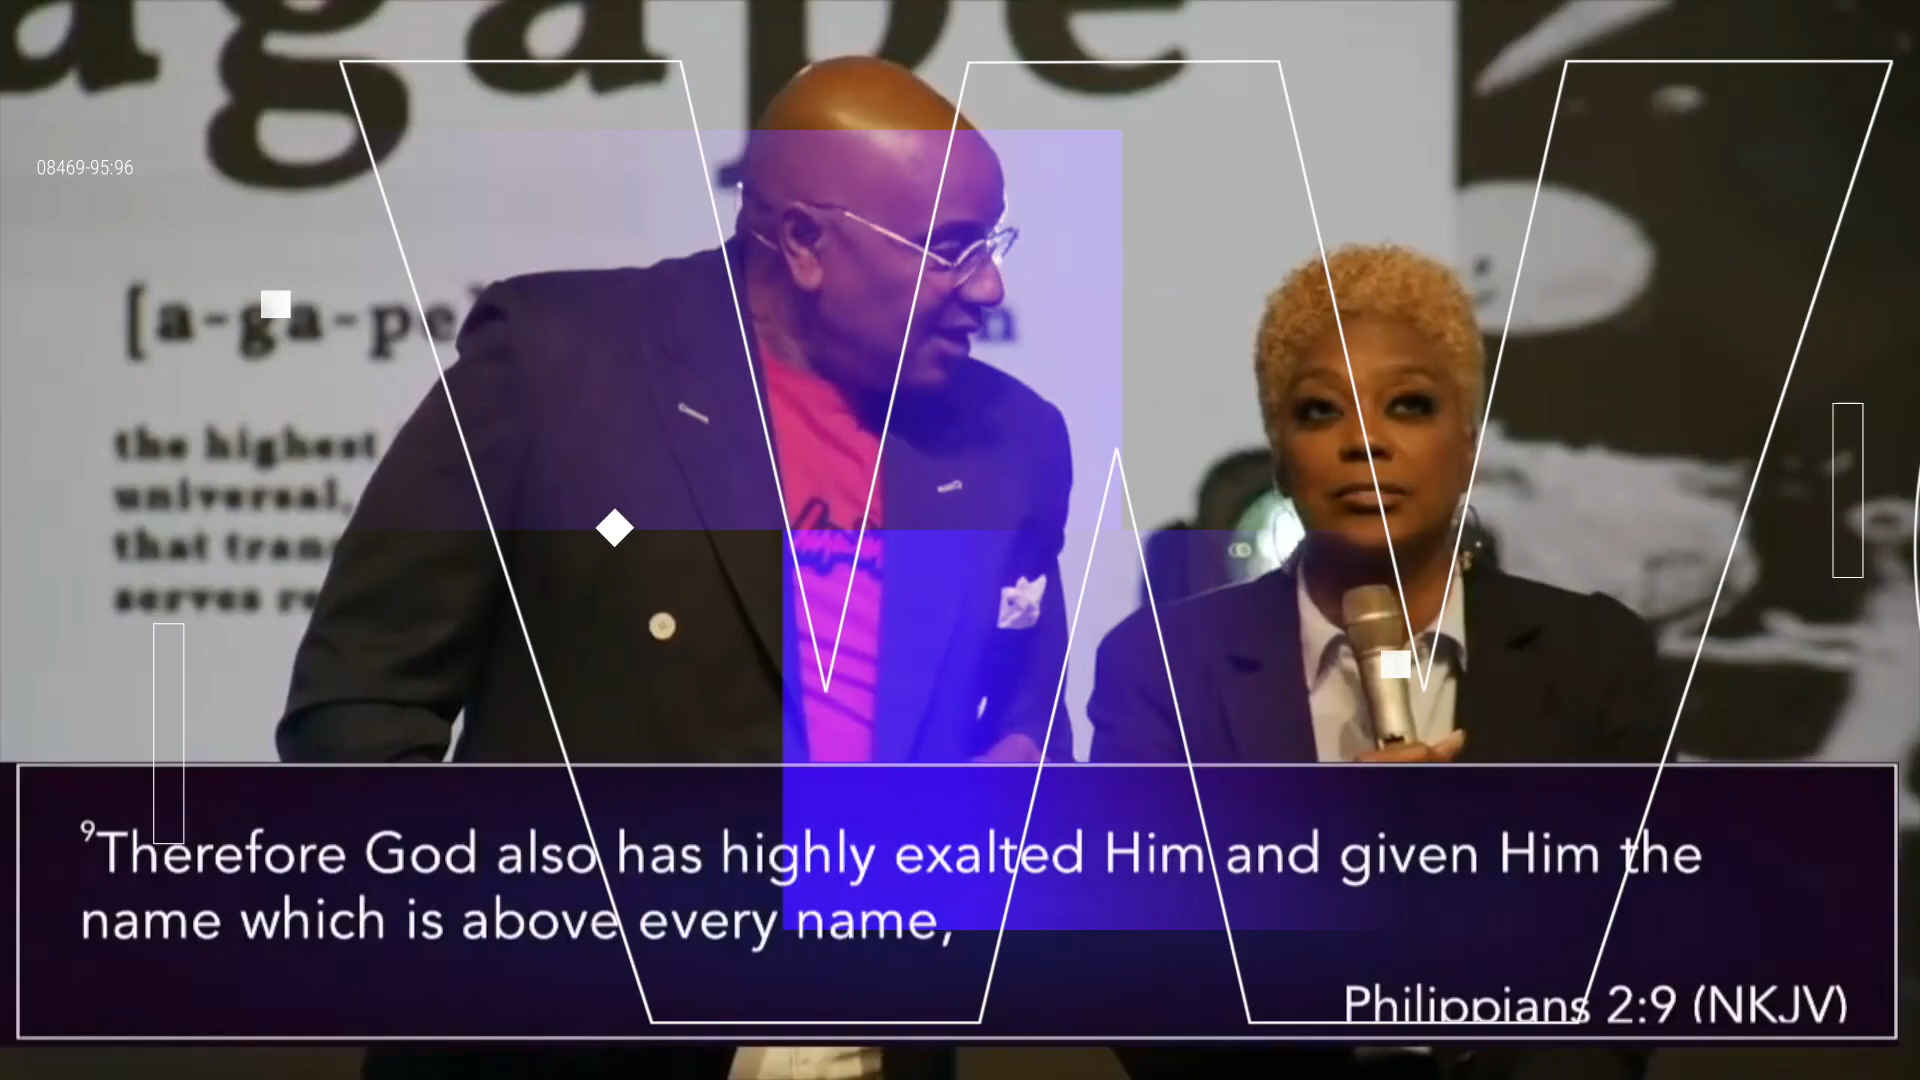 agape
08469-95:96
[a-ga-pe
n
the highest
universal,
that trans
serves
⁹Therefore God also has highly exalted Him and given Him the
name which is above every name,
Philippians 2:9 (NKJV)